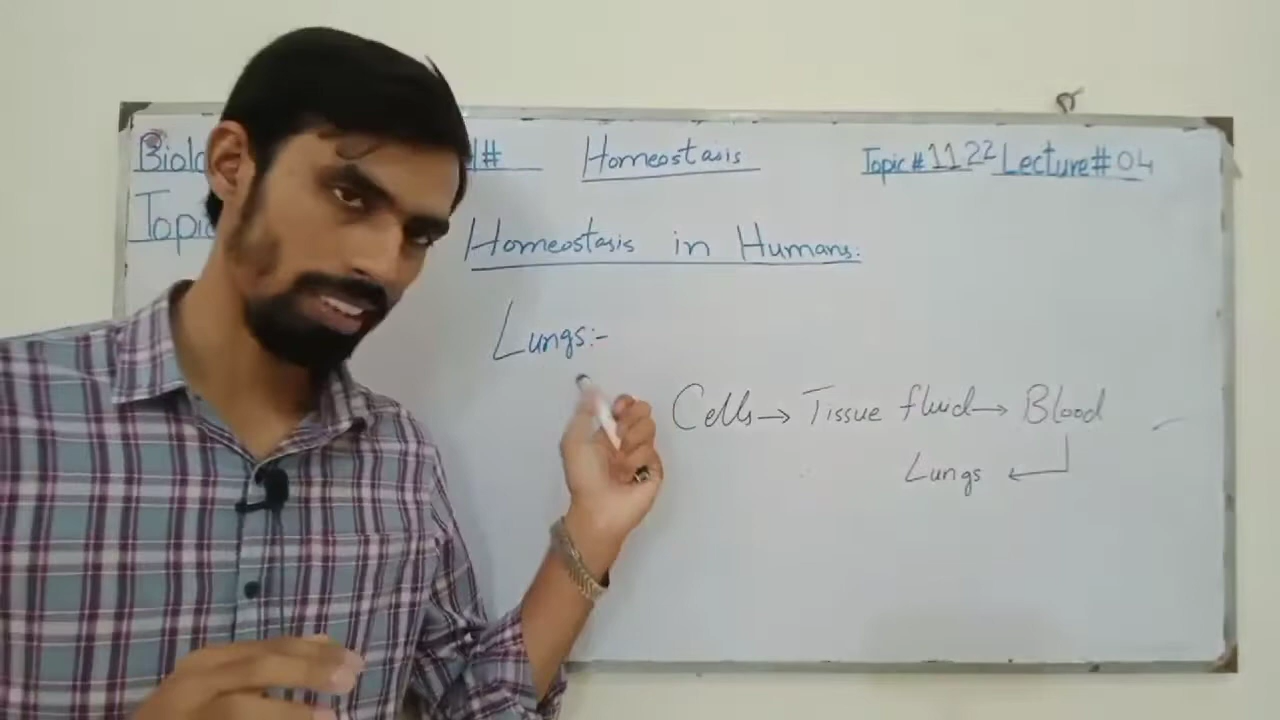 Homeostasis Topic # 11 22 Lecture # 04
Homeostasis in Humans:
Lungs:-
Cells → Tissue fluid → Blood
Lungs ←